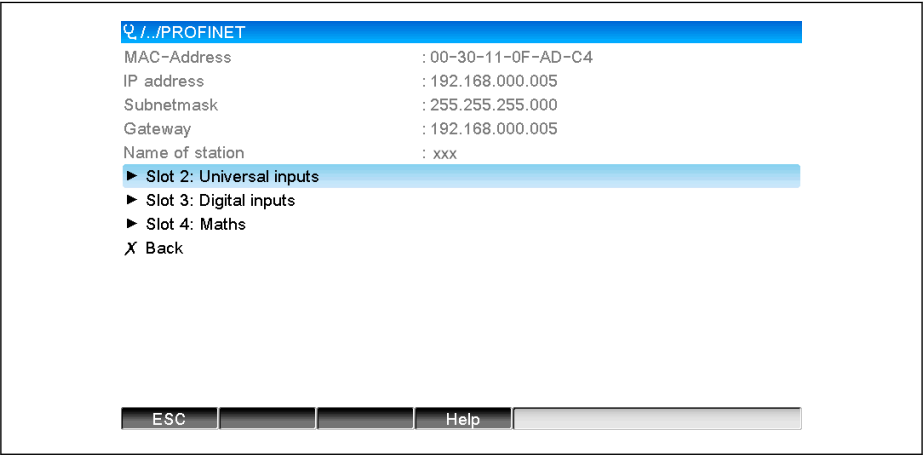 /../PROFINET
MAC-Address : 00-30-11-0F-AD-C4
IP address : 192.168.000.005
Subnetmask : 255.255.255.000
Gateway : 192.168.000.005
Name of station : xxx
► Slot 2: Universal inputs
► Slot 3: Digital inputs
► Slot 4: Maths
X Back
ESC Help